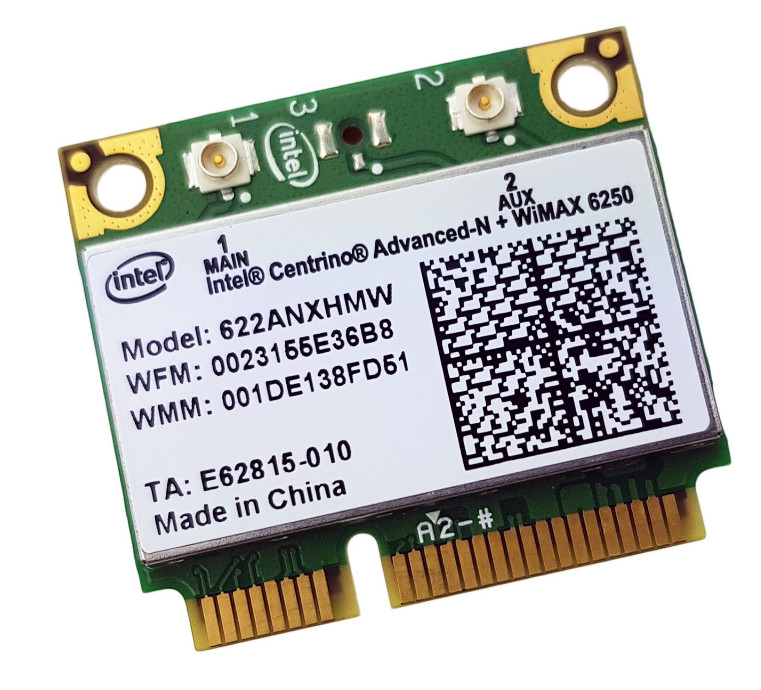 1 3 2
intel
2
AUX
1
MAIN
intel
Intel® Centrino® Advanced-N + WiMAX 6250
Model: 622ANXHMW
WFM: 0023155E36B8
WMM: 001DE138FD51
TA: E62815-010
Made in China
A2-#